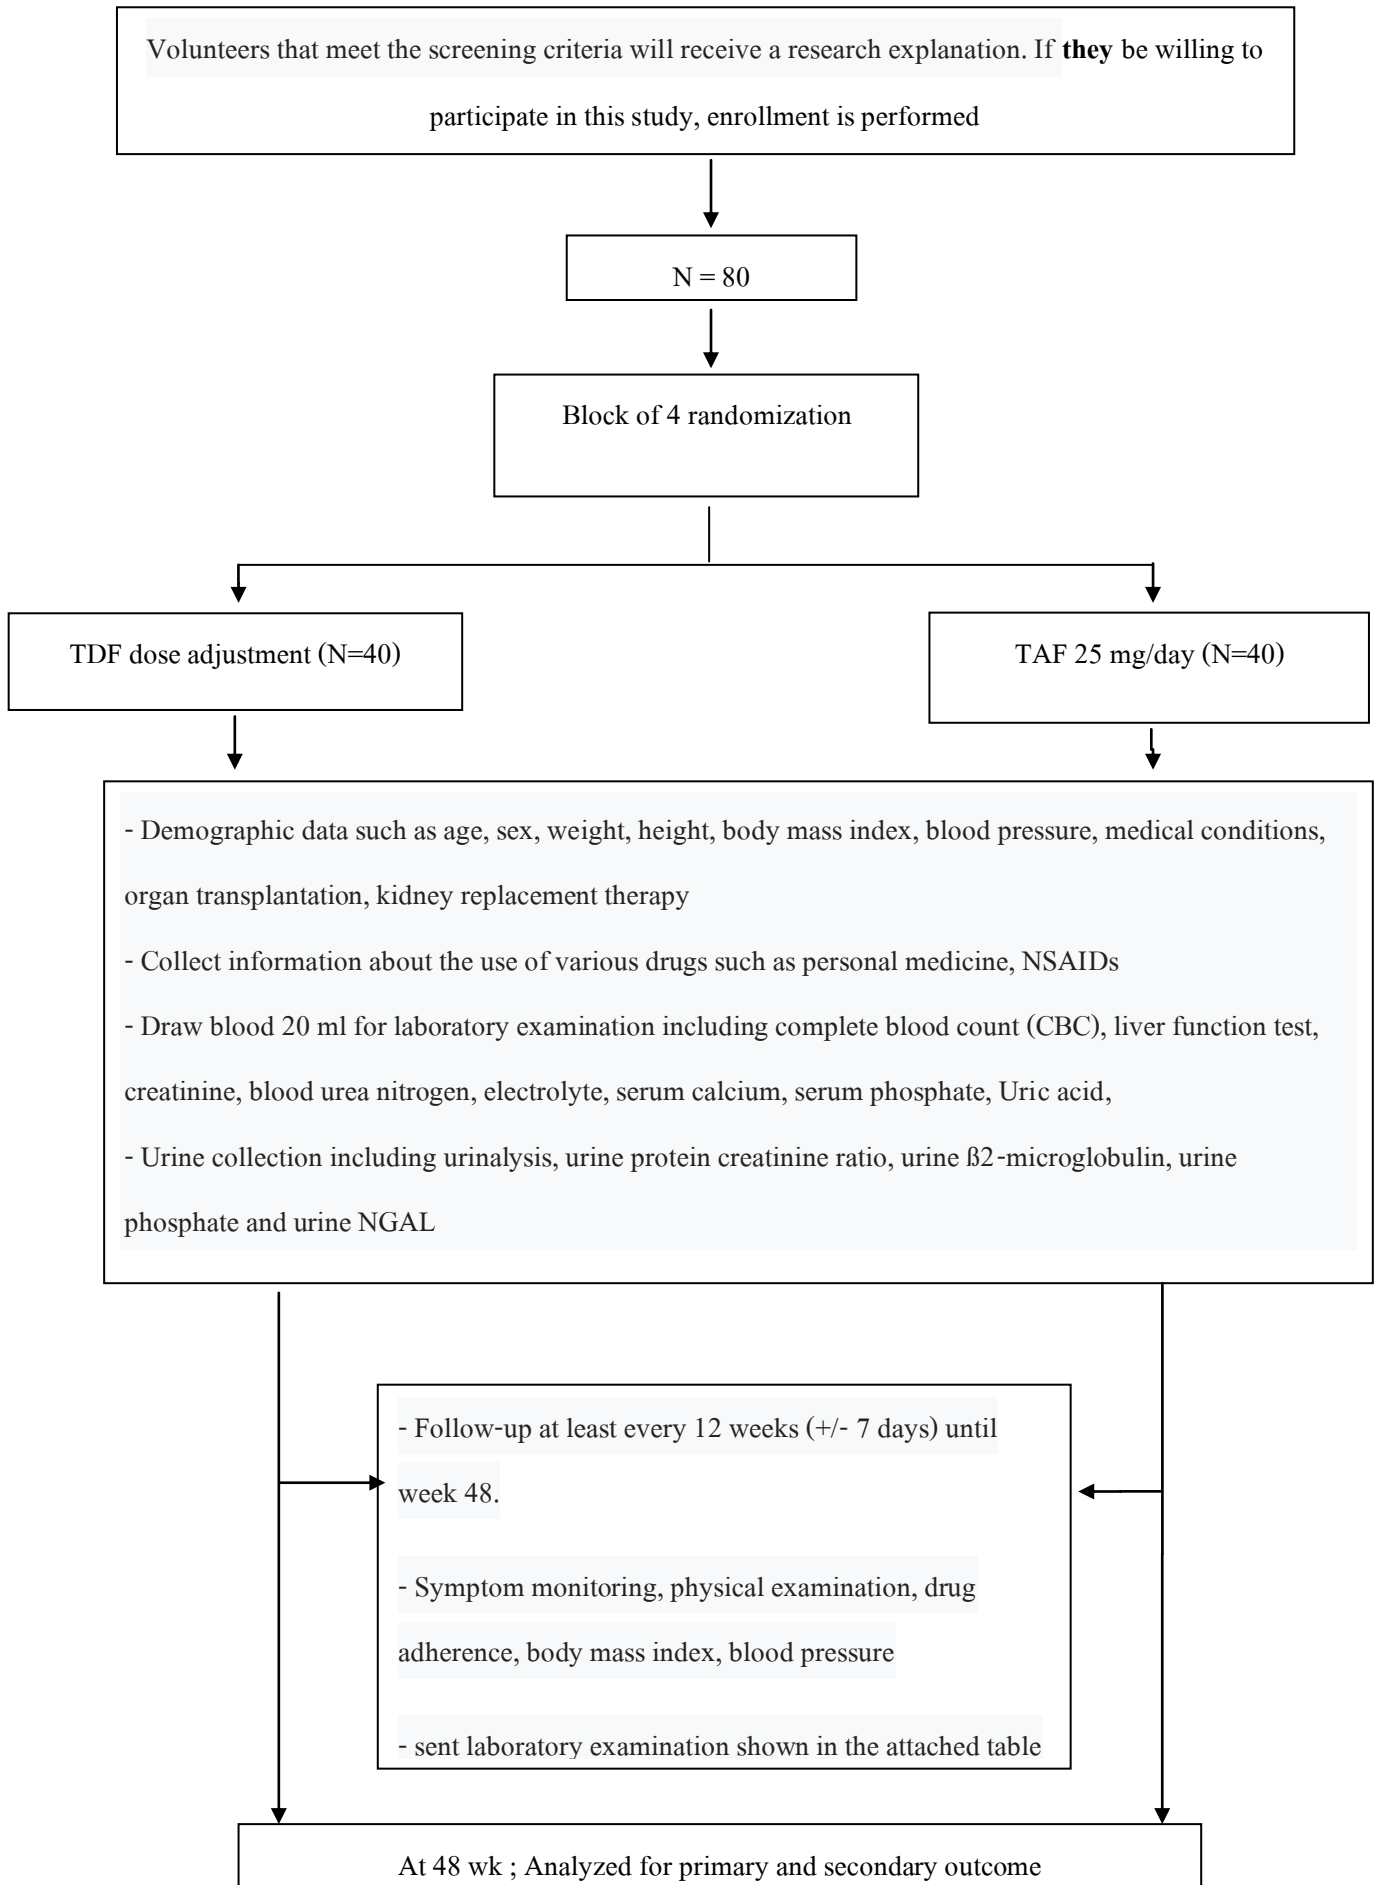 Volunteers that meet the screening criteria will receive a research explanation. If they be willing to
participate in this study, enrollment is performed
N = 80
Block of 4 randomization
TDF dose adjustment (N=40)
TAF 25 mg/day (N=40)
- Demographic data such as age, sex, weight, height, body mass index, blood pressure, medical conditions,
organ transplantation, kidney replacement therapy
- Collect information about the use of various drugs such as personal medicine, NSAIDs
- Draw blood 20 ml for laboratory examination including complete blood count (CBC), liver function test,
creatinine, blood urea nitrogen, electrolyte, serum calcium, serum phosphate, Uric acid,
- Urine collection including urinalysis, urine protein creatinine ratio, urine ß2-microglobulin, urine
phosphate and urine NGAL
- Follow-up at least every 12 weeks (+/- 7 days) until
week 48.
- Symptom monitoring, physical examination, drug
adherence, body mass index, blood pressure
- sent laboratory examination shown in the attached table
At 48 wk ; Analyzed for primary and secondary outcome